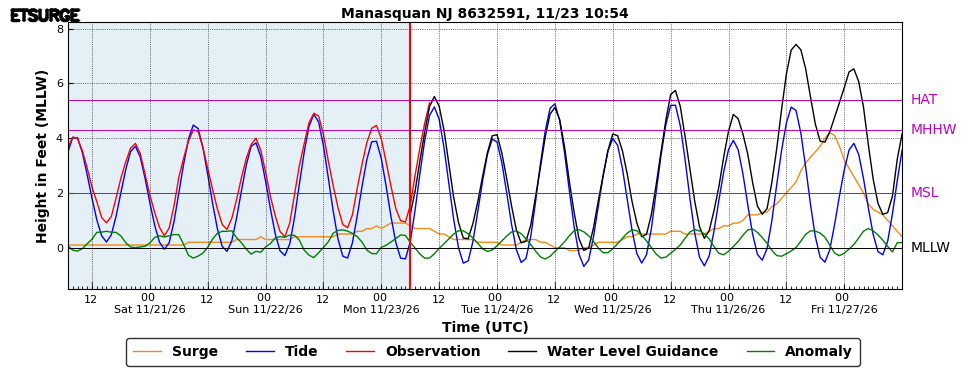 ETSURGE
Manasquan NJ 8632591, 11/23 10:54
Height in Feet (MLLW)
8
6
4
2
0
HAT
MHHW
MSL
MLLW
12 00 12 00 12 00 12 00 12 00 12 00 12 00
Sat 11/21/26 Sun 11/22/26 Mon 11/23/26 Tue 11/24/26 Wed 11/25/26 Thu 11/26/26 Fri 11/27/26
Time (UTC)
Surge Tide Observation Water Level Guidance Anomaly